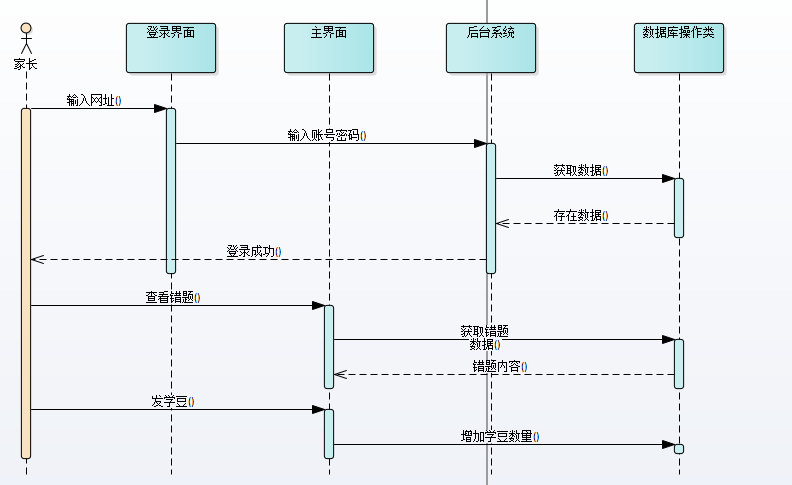 家长
登录界面
主界面
后台系统
数据库操作类
输入网址()
输入账号密码()
获取数据()
存在数据()
登录成功()
查看错题()
获取错题
数据()
错题内容()
发学豆()
增加学豆数量()